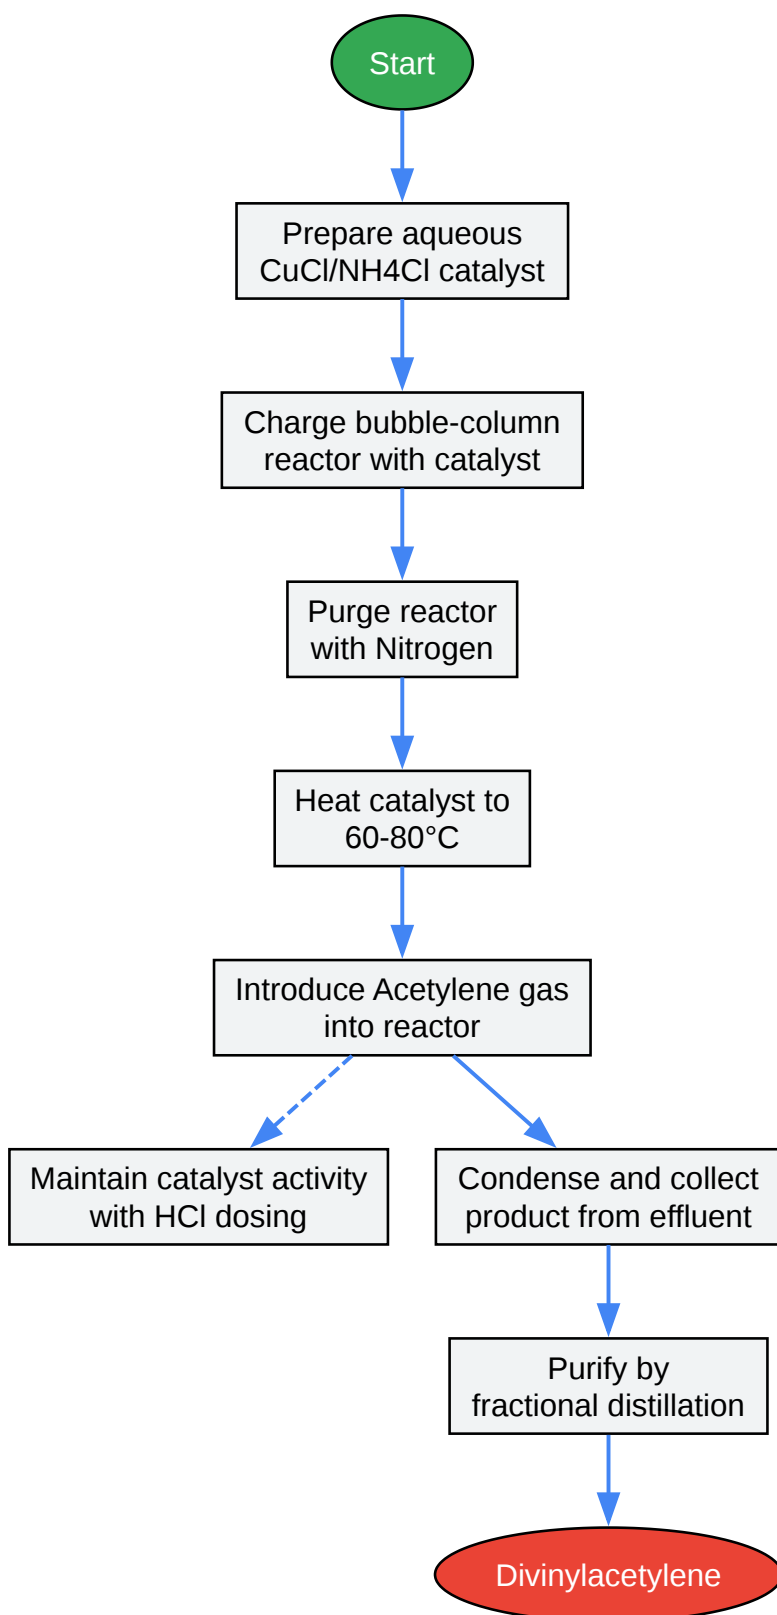 Start
Prepare aqueous
CuCl/NH4Cl catalyst
Charge bubble-column
reactor with catalyst
Purge reactor
with Nitrogen
Heat catalyst to
60-80°C
Introduce Acetylene gas
into reactor
Maintain catalyst activity
with HCl dosing
Condense and collect
product from effluent
Purify by
fractional distillation
Divinylacetylene